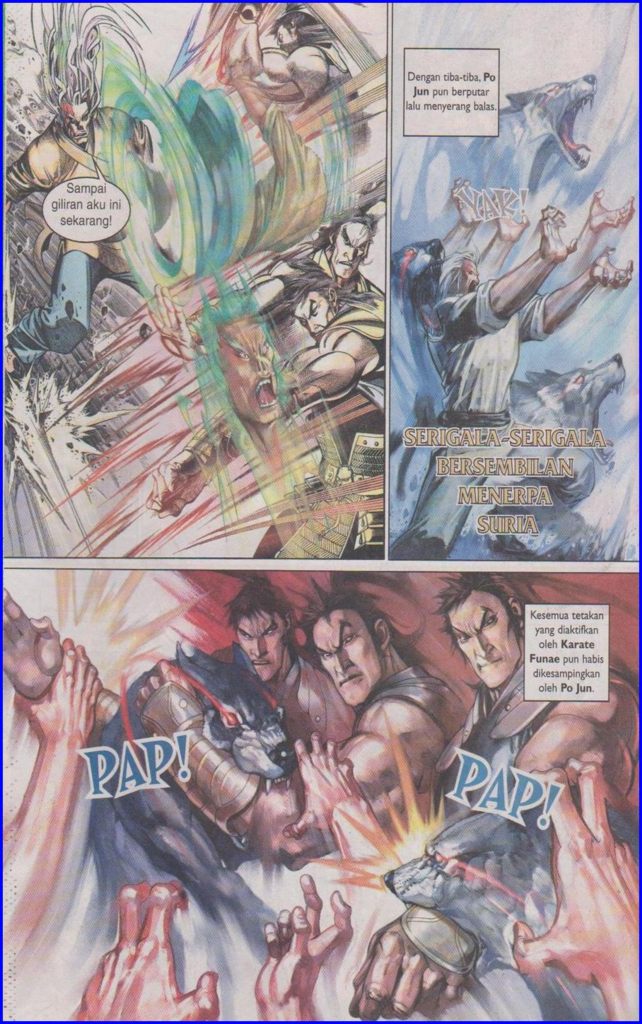 Sampai
giliran aku ini
sekarang!
Dengan tiba-tiba, Po
Jun pun berputar
lalu menyerang balas.
YAK!
SERIGALA-SERIGALA
BERSEMBILAN
MENERPA
SURIA
Kesemua tetakan
yang diaktifkan
oleh Karate
Funae pun habis
dikesampingkan
oleh Po Jun.
PAP!
PAP!